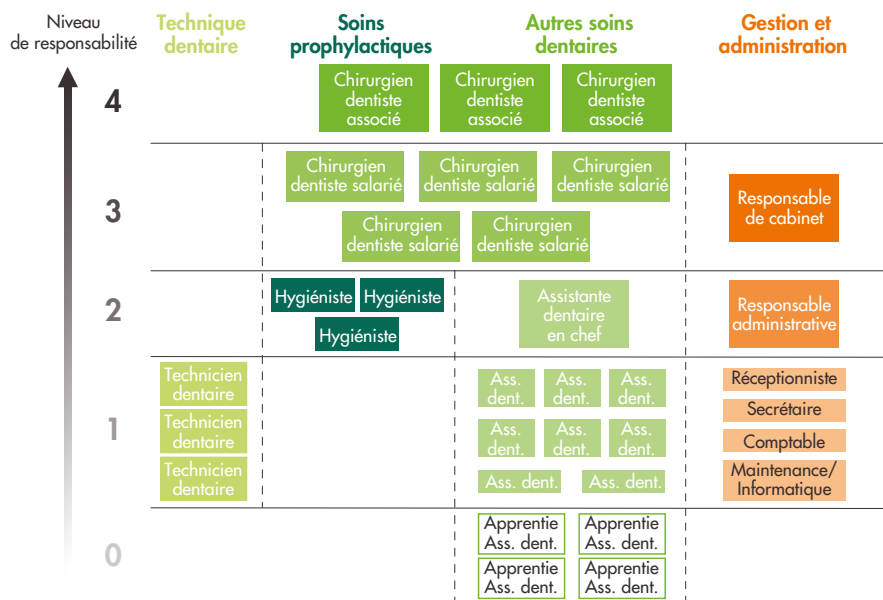 Niveau
de responsabilité
Technique
dentaire
Soins
prophylactiques
Autres soins
dentaires
Gestion et
administration
4
Chirurgien
dentiste
associé
Chirurgien
dentiste
associé
Chirurgien
dentiste
associé
3
Chirurgien
dentiste salarié
Chirurgien
dentiste salarié
Chirurgien
dentiste salarié
Chirurgien
dentiste salarié
Chirurgien
dentiste salarié
Responsable
de cabinet
2
Hygiéniste
Hygiéniste
Hygiéniste
Assistante
dentaire
en chef
Responsable
administrative
1
Technicien
dentaire
Technicien
dentaire
Technicien
dentaire
Ass.
dent.
Ass.
dent.
Ass.
dent.
Ass.
dent.
Ass.
dent.
Ass.
dent.
Ass. dent.
Ass. dent.
Réceptionniste
Secrétaire
Comptable
Maintenance/
Informatique
0
Apprentie
Ass. dent.
Apprentie
Ass. dent.
Apprentie
Ass. dent.
Apprentie
Ass. dent.